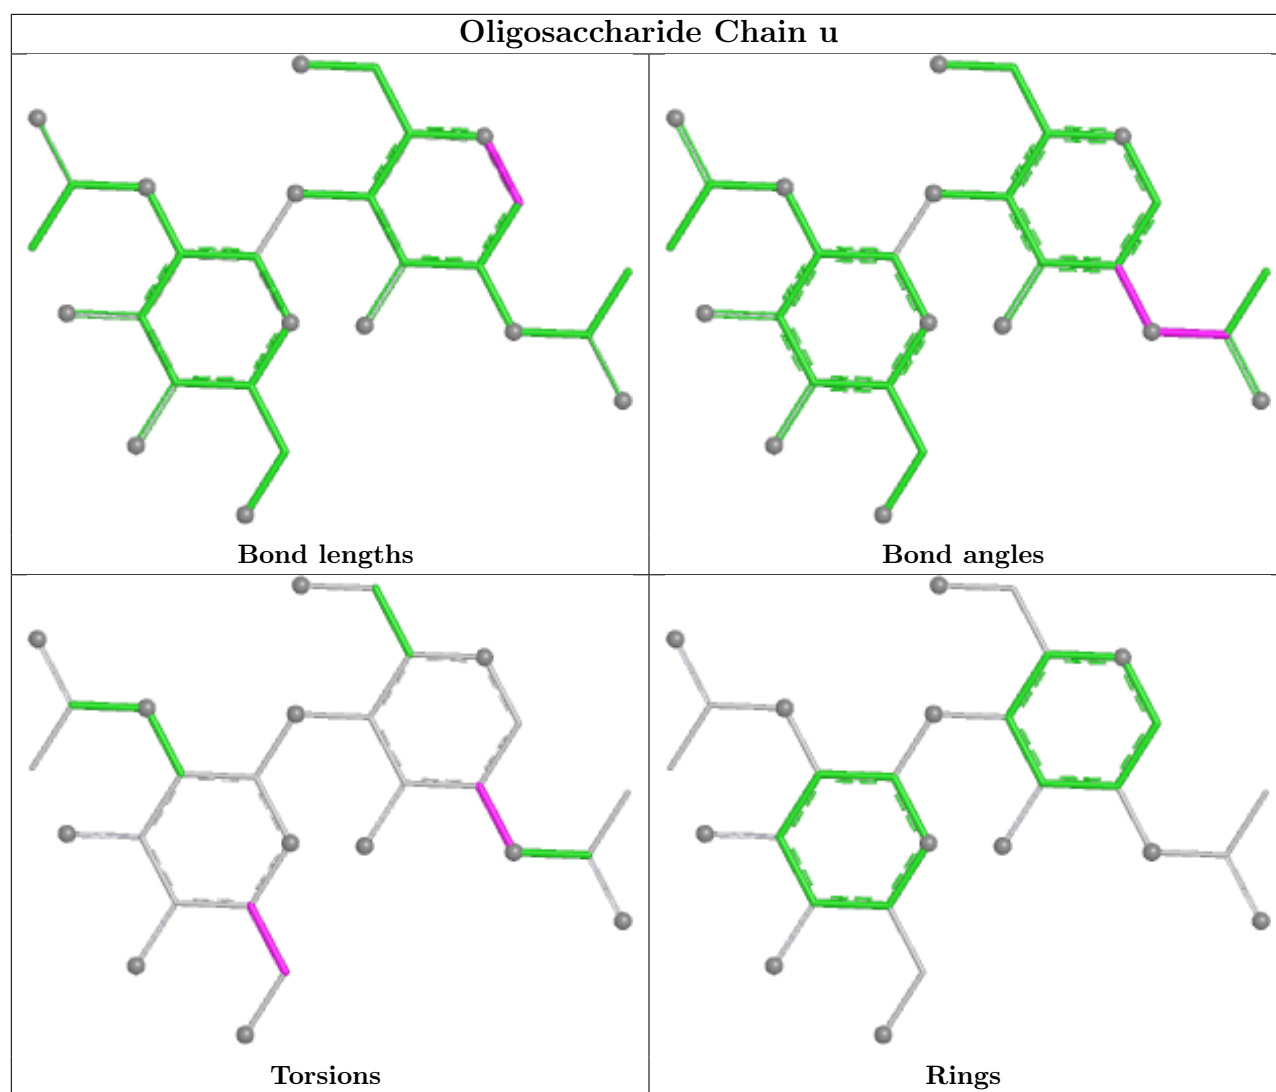 Oligosaccharide Chain u
Bond lengths
Bond angles
Torsions
Rings